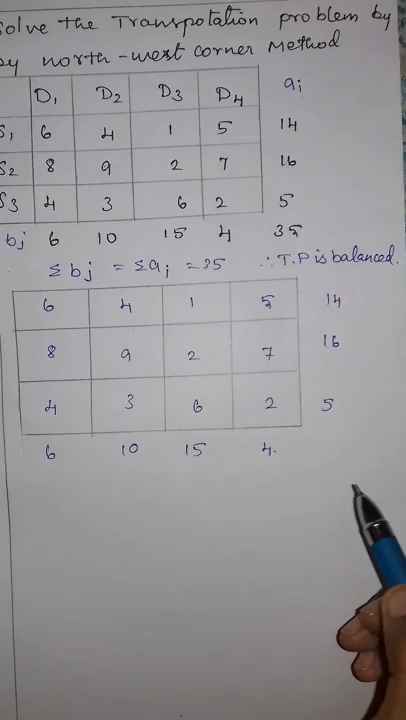 Solve the Transpotation problem by
by north-west corner Method
D1 D2 D3 D4 ai
S1 6 4 1 5 14
S2 8 9 2 7 16
S3 4 3 6 2 5
bj 6 10 15 4 35
Σbj = Σai = 35 ∴ T.P is balanced.
6 4 1 5 14
8 9 2 7 16
4 3 6 2 5
6 10 15 4.